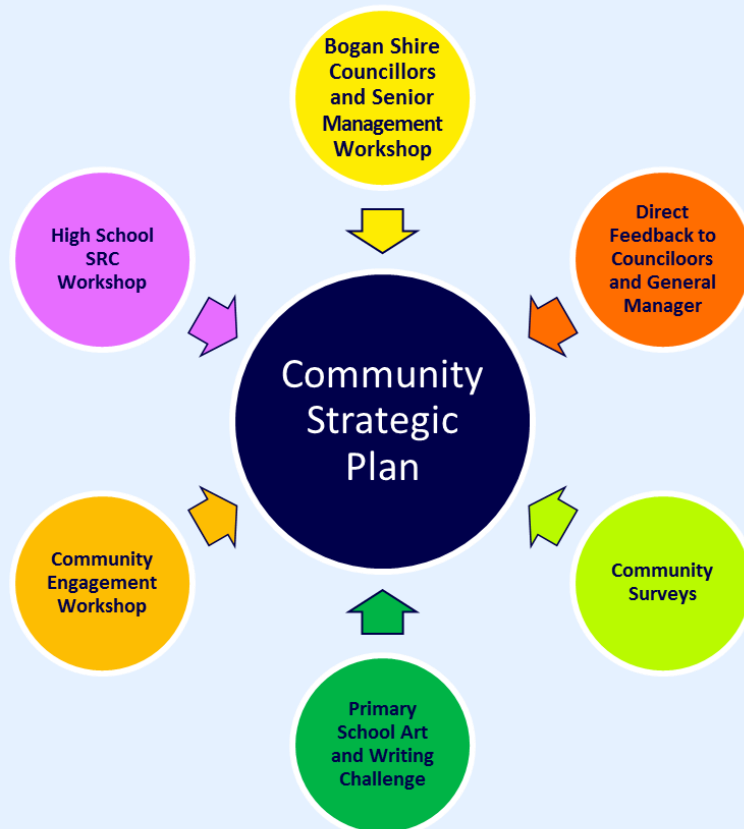 Bogan Shire
Councillors
and Senior
Management
Workshop
High School
SRC
Workshop
Direct
Feedback to
Counciloors
and General
Manager
Community
Strategic
Plan
Community
Engagement
Workshop
Community
Surveys
Primary
School Art
and Writing
Challenge